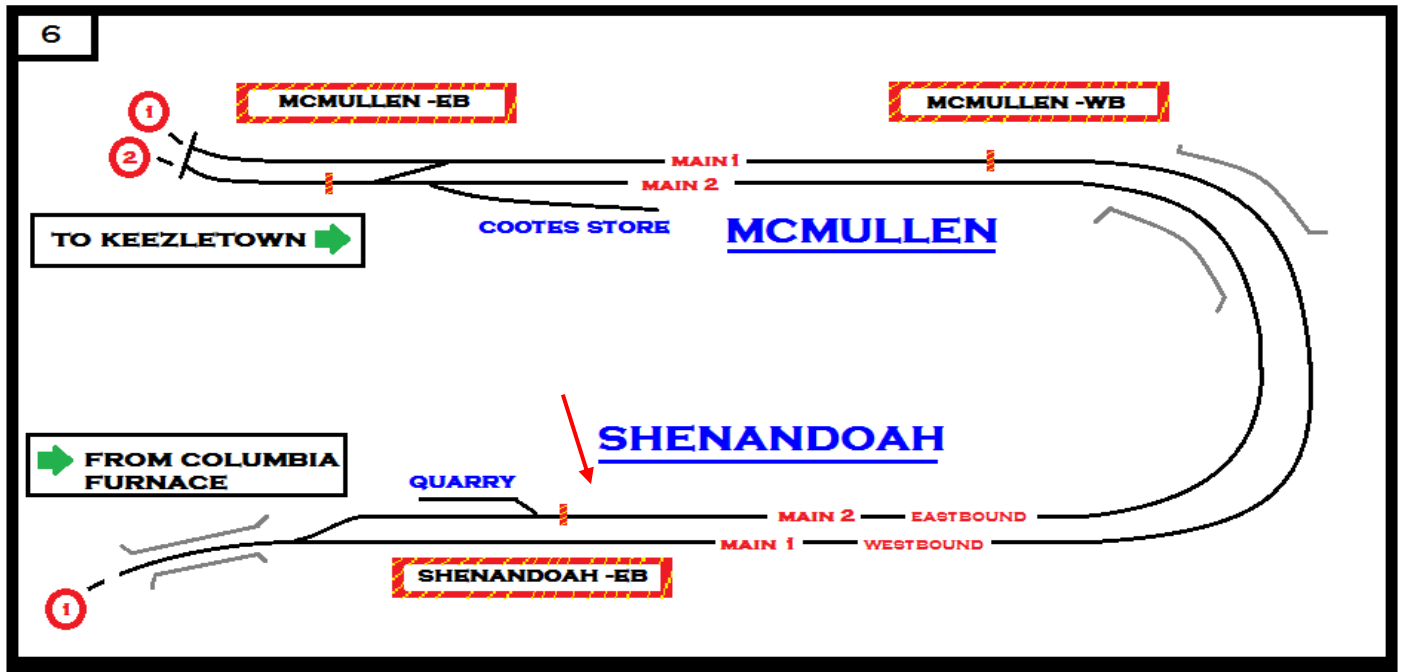 6
MCMULLEN -EB
MCMULLEN -WB
1
2
MAIN 1
MAIN 2
COOTES STORE
MCMULLEN
TO KEEZLETOWN
SHENANDOAH
FROM COLUMBIA
FURNACE
QUARRY
MAIN 2 EASTBOUND
MAIN 1 WESTBOUND
SHENANDOAH -EB
1